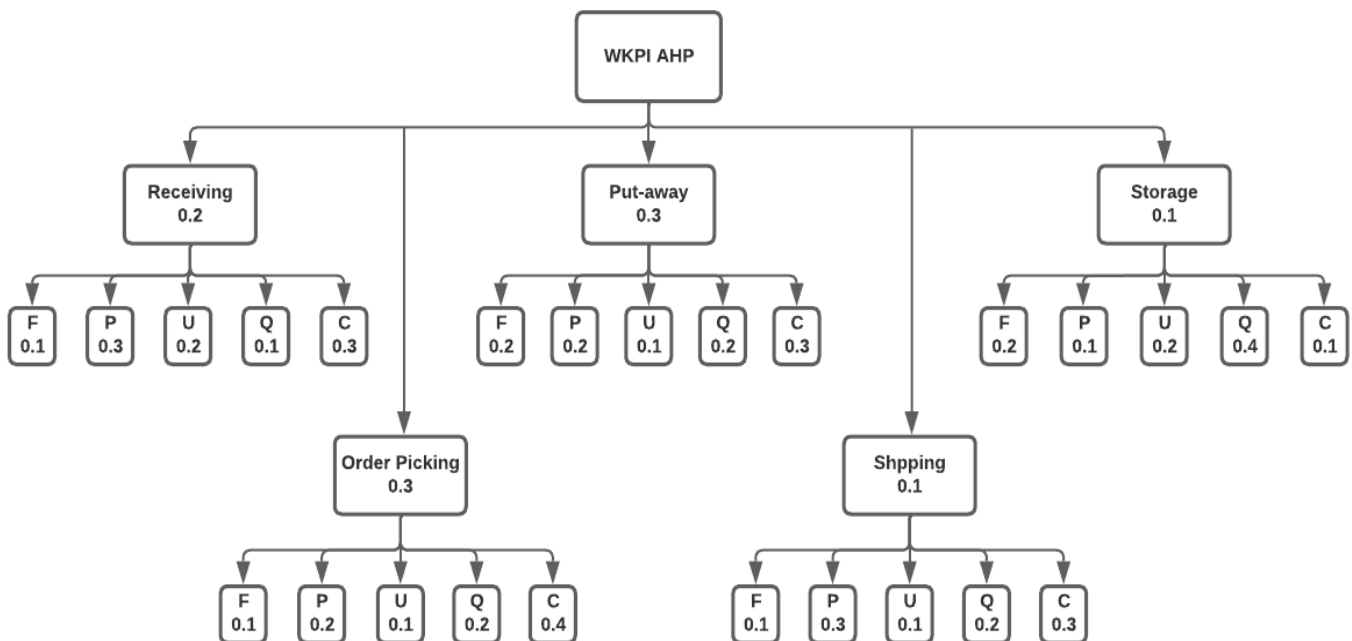 WKPI AHP
Receiving
0.2
Put-away
0.3
Storage
0.1
F
0.1
P
0.3
U
0.2
Q
0.1
C
0.3
F
0.2
P
0.2
U
0.1
Q
0.2
C
0.3
F
0.2
P
0.1
U
0.2
Q
0.4
C
0.1
Order Picking
0.3
Shpping
0.1
F
0.1
P
0.2
U
0.1
Q
0.2
C
0.4
F
0.1
P
0.3
U
0.1
Q
0.2
C
0.3